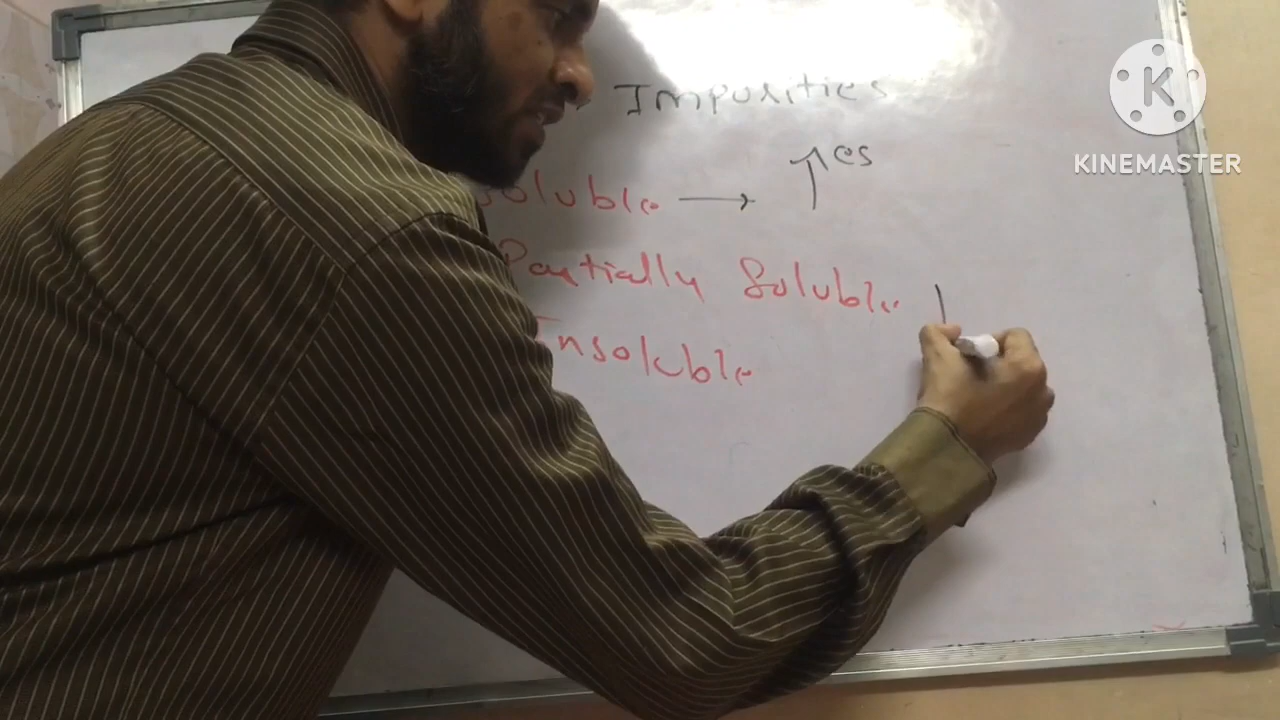 Impurities
Soluble → ↑es
Partially Soluble
Insoluble
K
KINEMASTER